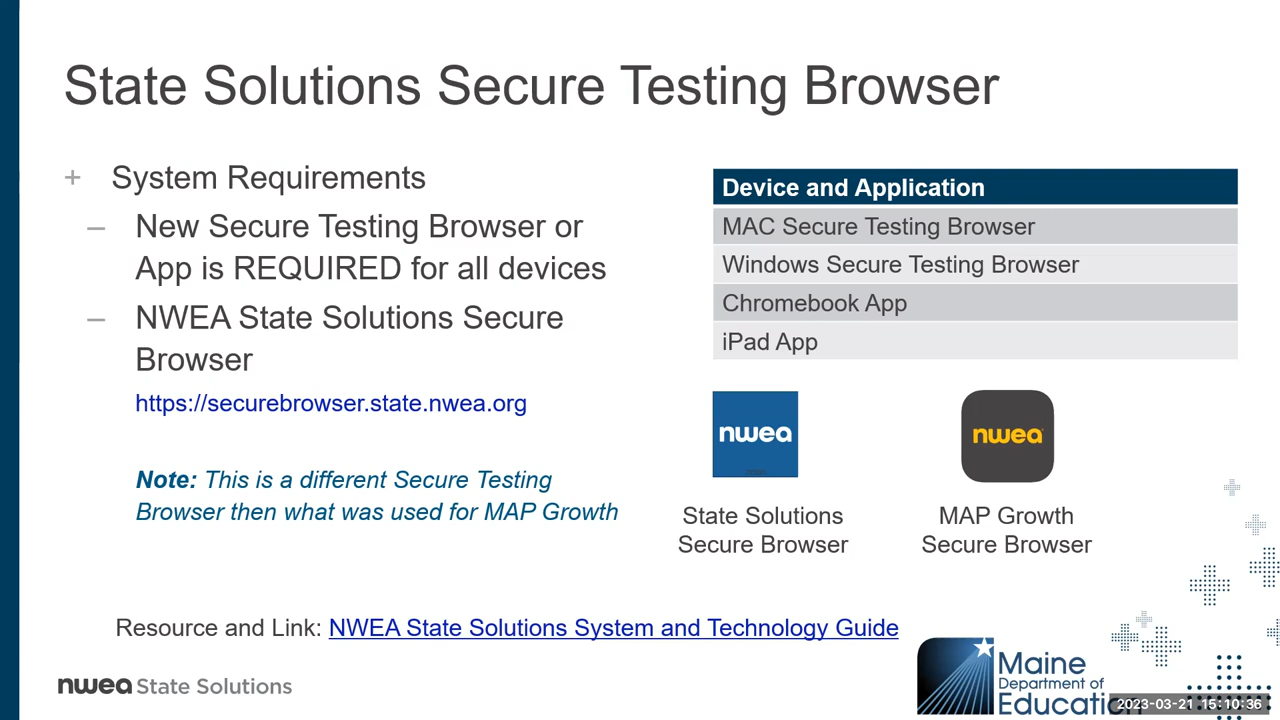 State Solutions Secure Testing Browser
+ System Requirements
– New Secure Testing Browser or
App is REQUIRED for all devices
– NWEA State Solutions Secure
Browser
https://securebrowser.state.nwea.org
Note: This is a different Secure Testing
Browser then what was used for MAP Growth
Device and Application
MAC Secure Testing Browser
Windows Secure Testing Browser
Chromebook App
iPad App
nwea
nwea
State Solutions
Secure Browser
MAP Growth
Secure Browser
Resource and Link: NWEA State Solutions System and Technology Guide
nwea State Solutions
Maine
Department of
Education
2023-03-21 15:10:36